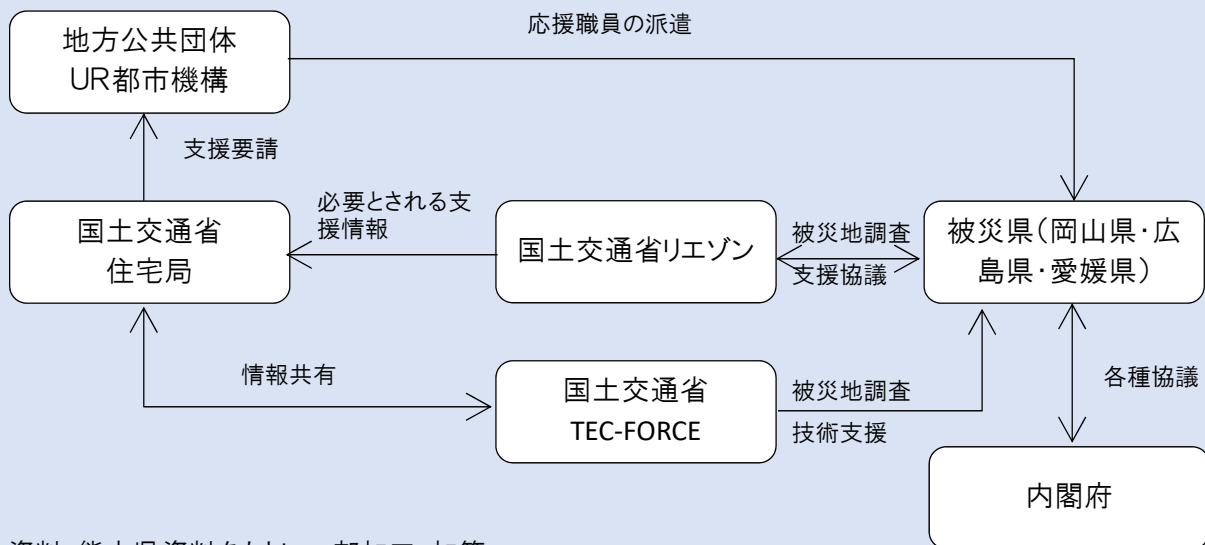 応援職員の派遣
地方公共団体
UR都市機構
支援要請
必要とされる支
援情報
国土交通省
住宅局
国土交通省リエゾン
被災地調査
支援協議
被災県(岡山県・広
島県・愛媛県)
情報共有
国土交通省
TEC-FORCE
被災地調査
技術支援
各種協議
内閣府